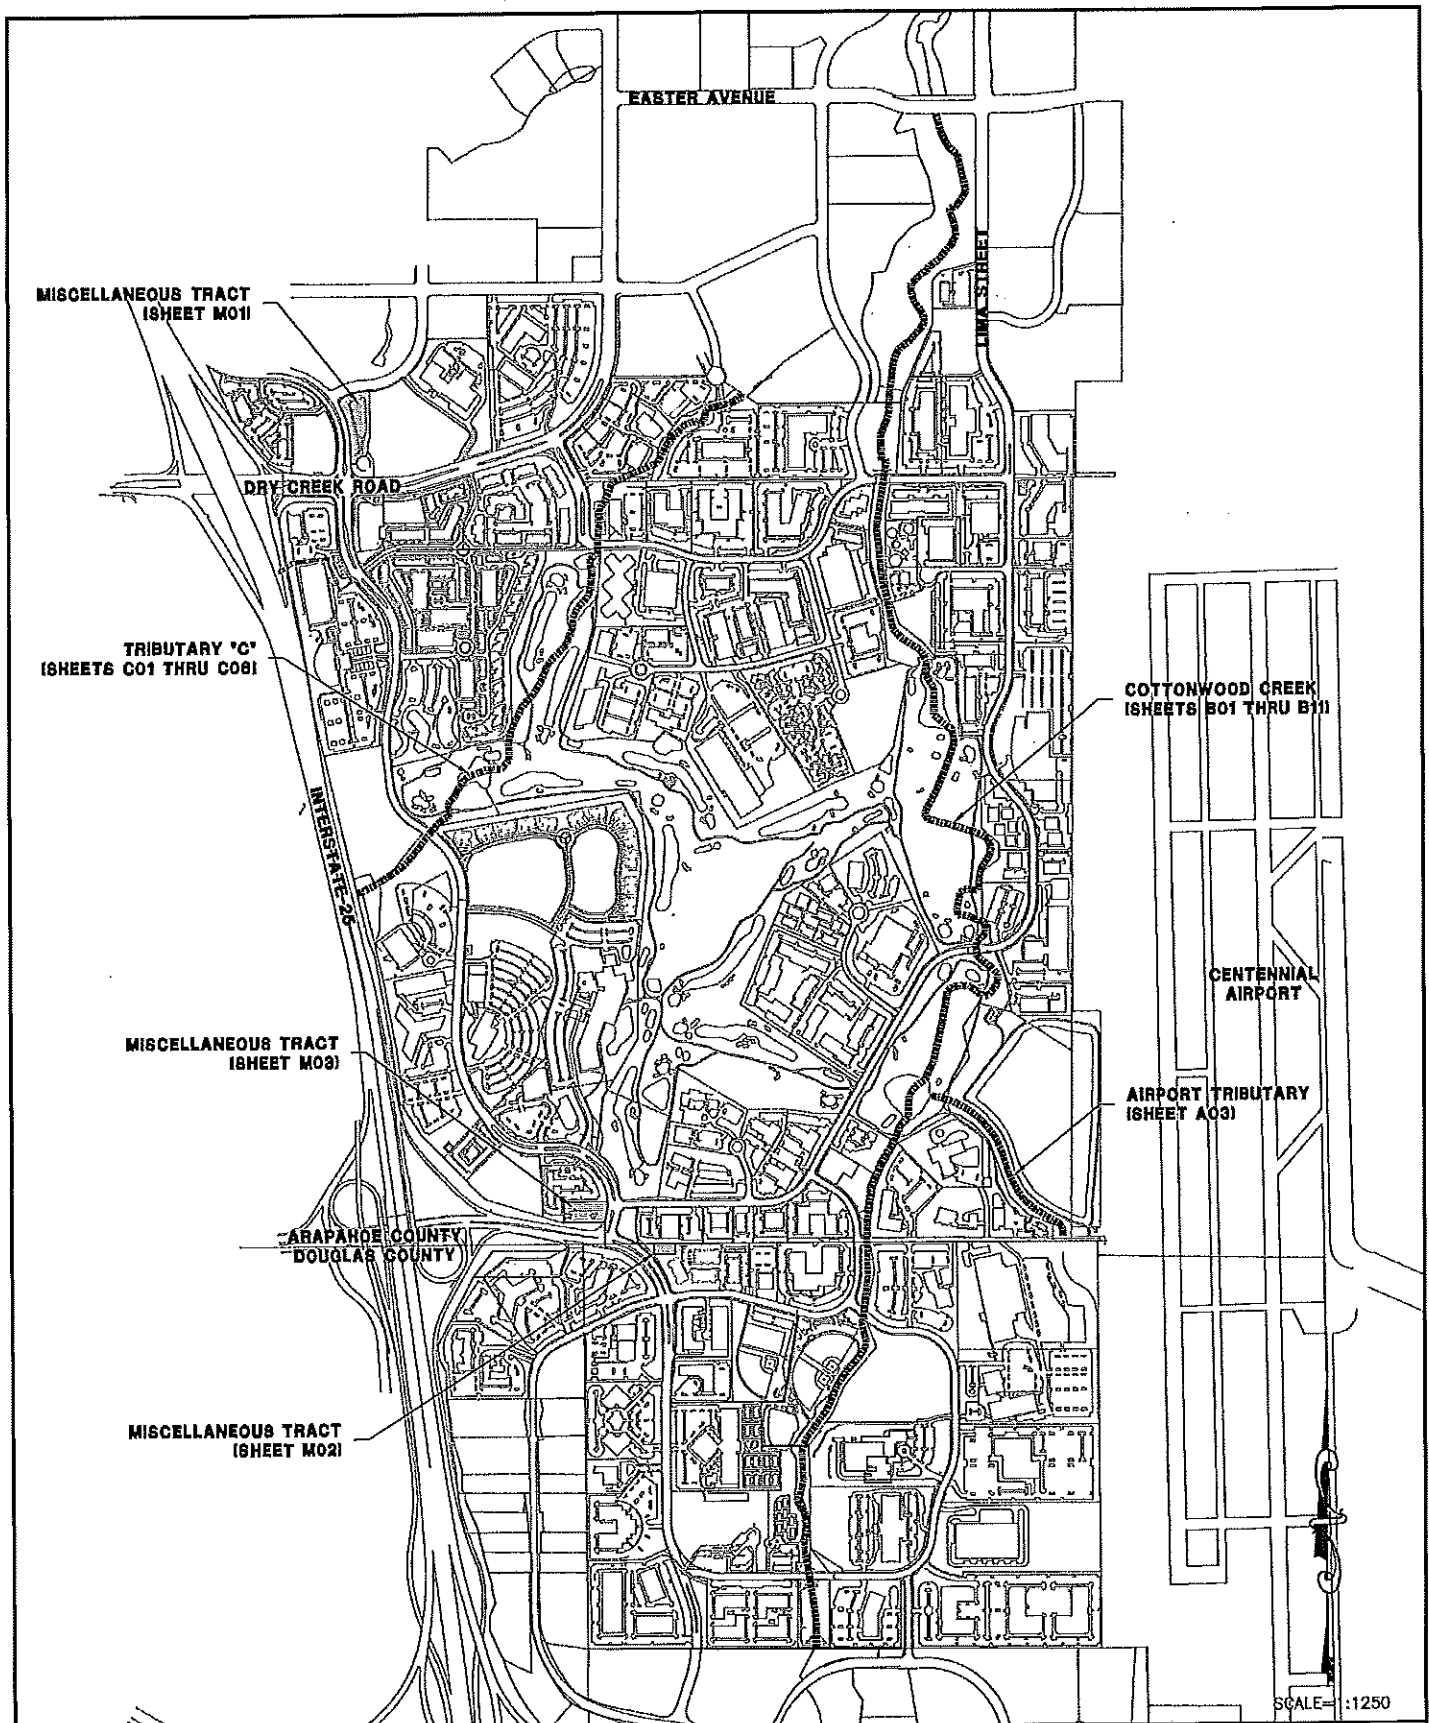 EASTER AVENUE
LIMA STREET
MISCELLANEOUS TRACT
(SHEET M01)
DRY CREEK ROAD
TRIBUTARY "C"
(SHEETS C01 THRU C06)
COTTONWOOD CREEK
(SHEETS B01 THRU B11)
INTERSTATE-25
CENTENNIAL
AIRPORT
MISCELLANEOUS TRACT
(SHEET M03)
AIRPORT TRIBUTARY
(SHEET A03)
ARAPAHOE COUNTY
DOUGLAS COUNTY
MISCELLANEOUS TRACT
(SHEET M02)
SCALE=1:1250